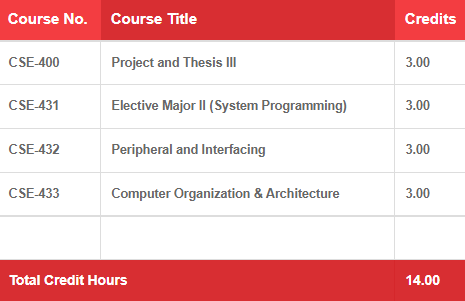 Course No. Course Title Credits
CSE-400 Project and Thesis III 3.00
CSE-431 Elective Major II (System Programming) 3.00
CSE-432 Peripheral and Interfacing 3.00
CSE-433 Computer Organization & Architecture 3.00
Total Credit Hours 14.00